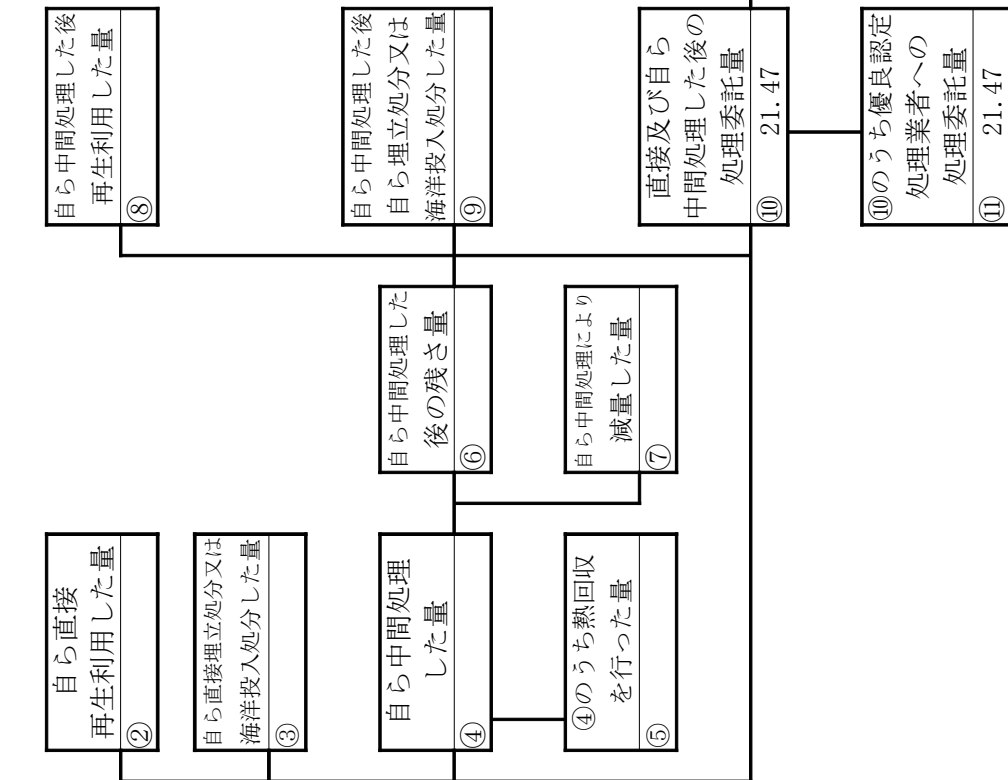 自ら直接
再生利用した量
②
自ら直接埋立処分又は
海洋投入処分した量
③
自ら中間処理
した量
④
④のうち熱回収
を行った量
⑤
自ら中間処理した
後の残さ量
⑥
自ら中間処理により
減量した量
⑦
自ら中間処理した後
再生利用した量
⑧
自ら中間処理した後
自ら埋立処分又は
海洋投入処分した量
⑨
直接及び自ら
中間処理した後の
処理委託量
⑩ 21.47
⑩のうち優良認定
処理業者への
処理委託量
⑪ 21.47